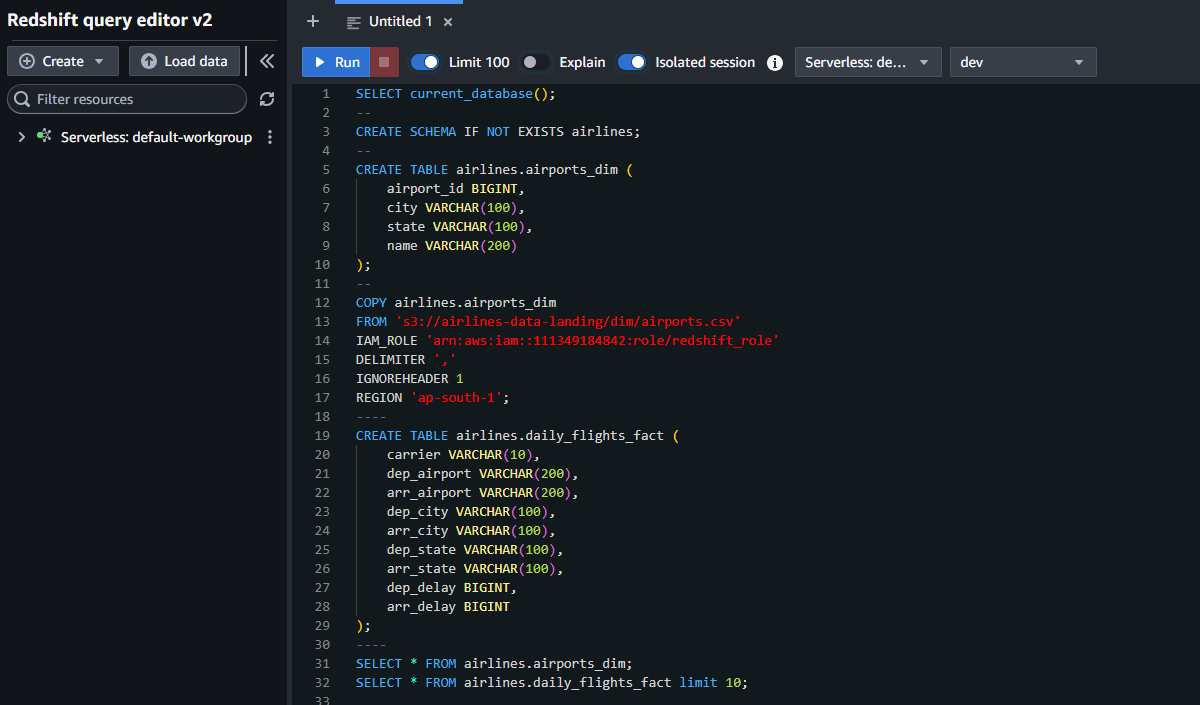 Redshift query editor v2
Create
Load data
Filter resources
Serverless: default-workgroup
Untitled 1
Run
Limit 100
Explain
Isolated session
Serverless: de...
dev
1 SELECT current_database();
2 --
3 CREATE SCHEMA IF NOT EXISTS airlines;
4 --
5 CREATE TABLE airlines.airports_dim (
6     airport_id BIGINT,
7     city VARCHAR(100),
8     state VARCHAR(100),
9     name VARCHAR(200)
10 );
11 --
12 COPY airlines.airports_dim
13 FROM 's3://airlines-data-landing/dim/airports.csv'
14 IAM_ROLE 'arn:aws:iam::111349184842:role/redshift_role'
15 DELIMITER ','
16 IGNOREHEADER 1
17 REGION 'ap-south-1';
18 ----
19 CREATE TABLE airlines.daily_flights_fact (
20     carrier VARCHAR(10),
21     dep_airport VARCHAR(200),
22     arr_airport VARCHAR(200),
23     dep_city VARCHAR(100),
24     arr_city VARCHAR(100),
25     dep_state VARCHAR(100),
26     arr_state VARCHAR(100),
27     dep_delay BIGINT,
28     arr_delay BIGINT
29 );
30 ----
31 SELECT * FROM airlines.airports_dim;
32 SELECT * FROM airlines.daily_flights_fact limit 10;
33